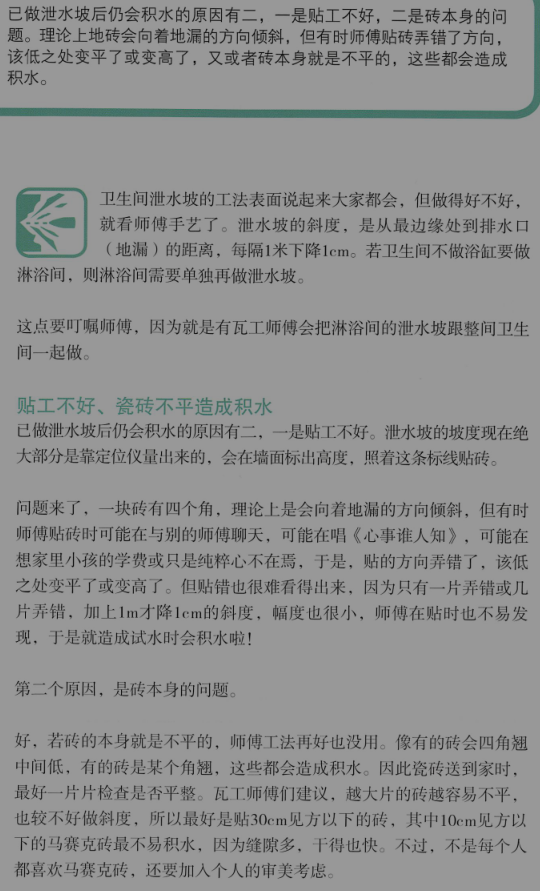 已做泄水坡后仍会积水的原因有二，一是贴工不好，二是砖本身的问
题。理论上地砖会向着地漏的方向倾斜，但有时师傅贴砖弄错了方向，
该低之处变平了或变高了，又或者砖本身就是不平的，这些都会造成
积水。
卫生间泄水坡的工法表面说起来大家都会，但做得好不好，
就看师傅手艺了。泄水坡的斜度，是从最边缘处到排水口
（地漏）的距离，每隔1米下降1cm。若卫生间不做浴缸要做
淋浴间，则淋浴间需要单独再做泄水坡。
这点要叮嘱师傅，因为就是有瓦工师傅会把淋浴间的泄水坡跟整间卫生
间一起做。
贴工不好、瓷砖不平造成积水
已做泄水坡后仍会积水的原因有二，一是贴工不好。泄水坡的坡度现在绝
大部分是靠定位仪量出来的，会在墙面标出高度，照着这条标线贴砖。
问题来了，一块砖有四个角，理论上是会向着地漏的方向倾斜，但有时
师傅贴砖时可能在与别的师傅聊天，可能在唱《心事谁人知》，可能在
想家里小孩的学费或只是纯粹心不在焉，于是，贴的方向弄错了，该低
之处变平了或变高了。但贴错也很难看得出来，因为只有一片弄错或几
片弄错，加上1m才降1cm的斜度，幅度也很小，师傅在贴时也不易发
现，于是就造成试水时会积水啦！
第二个原因，是砖本身的问题。
好，若砖的本身就是不平的，师傅工法再好也没用。像有的砖会四角翘
中间低，有的砖是某个角翘，这些都会造成积水。因此瓷砖送到家时，
最好一片片检查是否平整。瓦工师傅们建议，越大片的砖越容易不平，
也较不好做斜度，所以最好是贴30cm见方以下的砖，其中10cm见方以
下的马赛克砖最不易积水，因为缝隙多，干得也快。不过，不是每个人
都喜欢马赛克砖，还要加入个人的审美考虑。